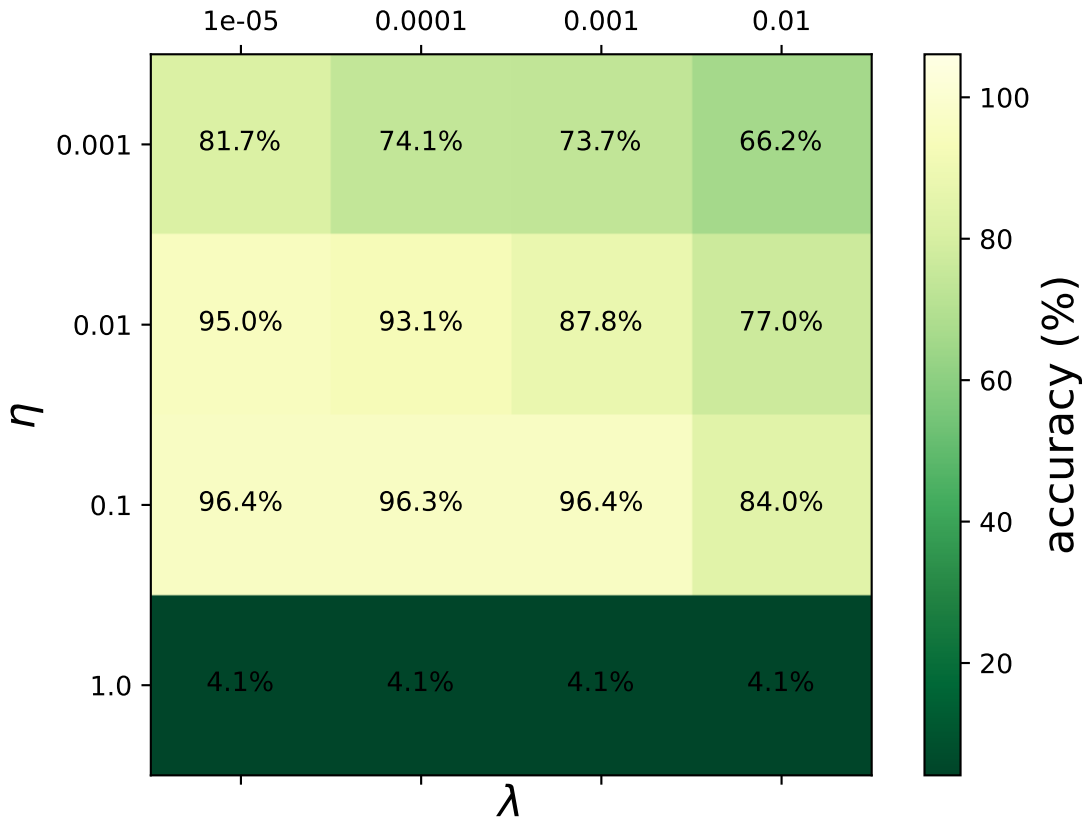 1e-05 0.0001 0.001 0.01
0.001 81.7% 74.1% 73.7% 66.2%
0.01 95.0% 93.1% 87.8% 77.0%
0.1 96.4% 96.3% 96.4% 84.0%
1.0 4.1% 4.1% 4.1% 4.1%
η
λ
100
80
60
40
20
accuracy (%)